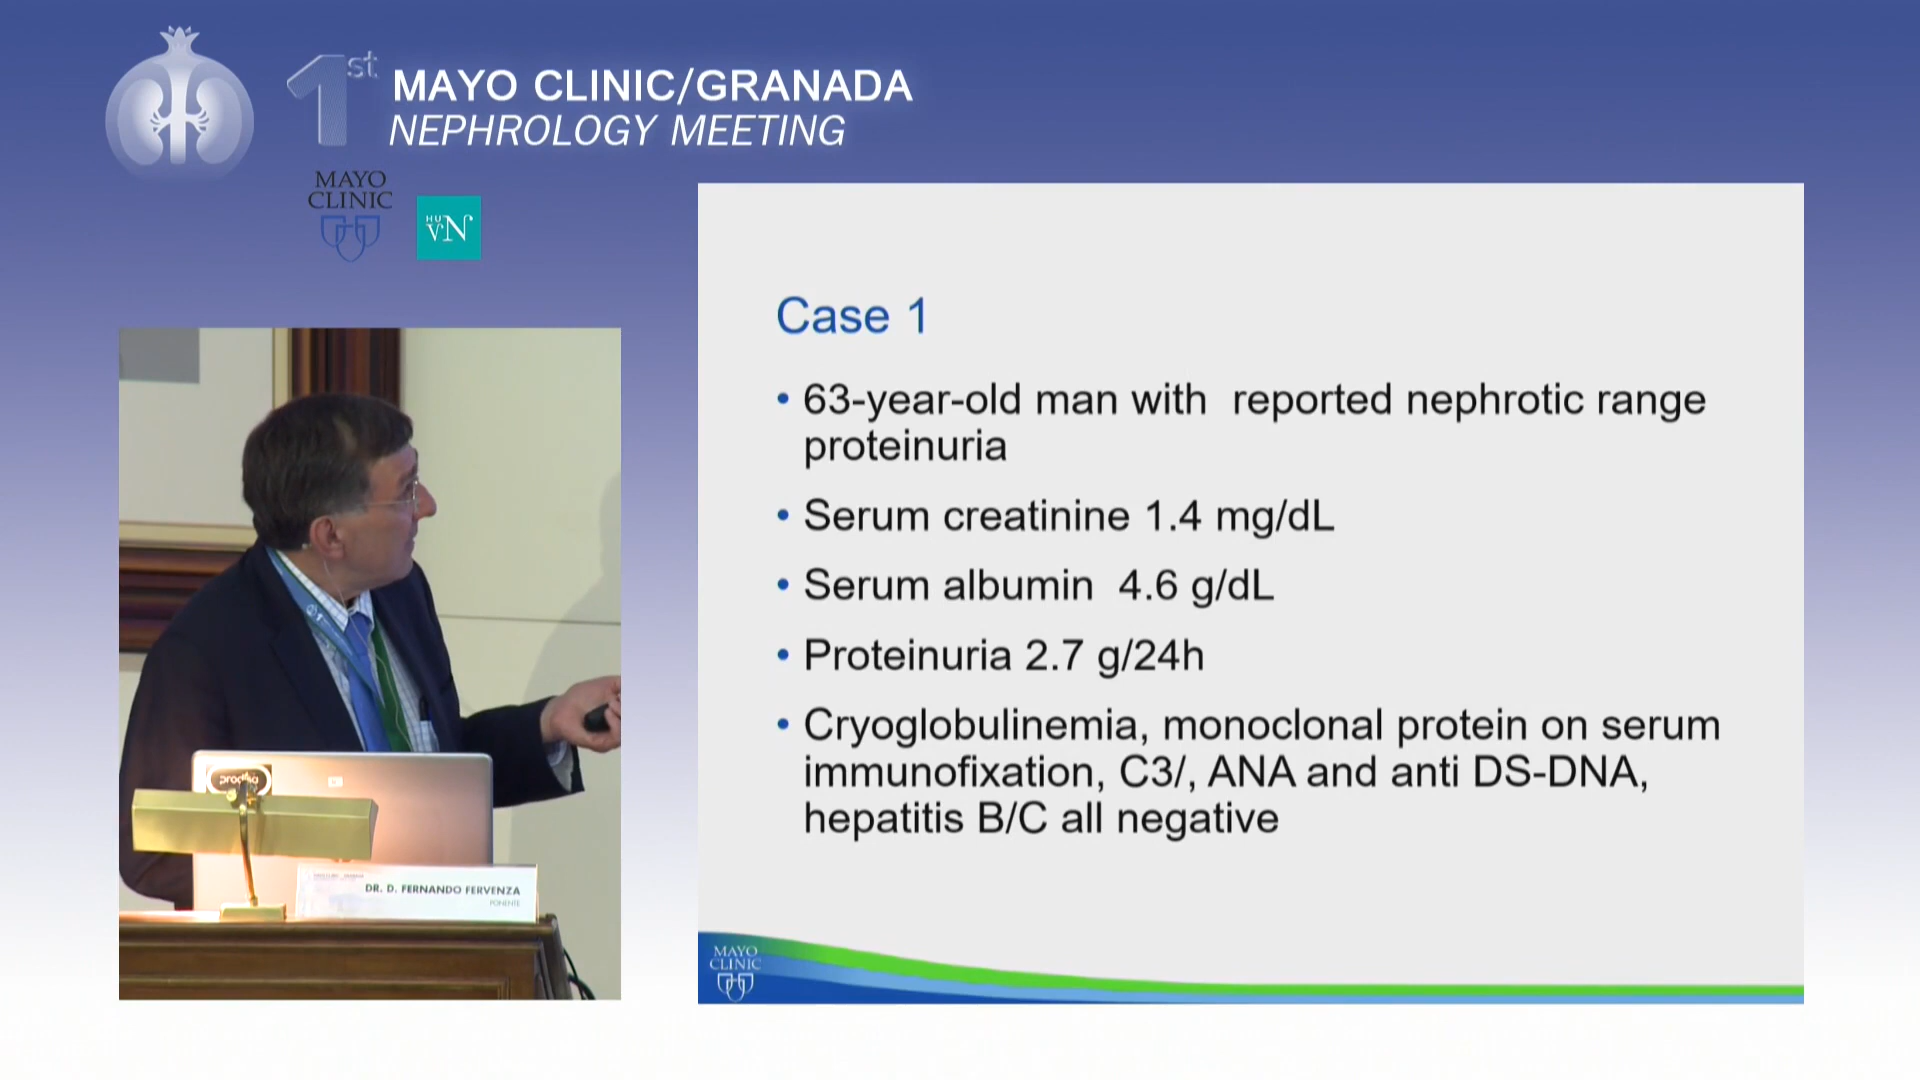 1st
MAYO CLINIC/GRANADA
NEPHROLOGY MEETING
MAYO
CLINIC
HU
VN
Case 1
• 63-year-old man with reported nephrotic range
proteinuria
• Serum creatinine 1.4 mg/dL
• Serum albumin 4.6 g/dL
• Proteinuria 2.7 g/24h
• Cryoglobulinemia, monoclonal protein on serum
immunofixation, C3/, ANA and anti DS-DNA,
hepatitis B/C all negative
DR. D. FERNANDO FERVENZA
PONENTE
MAYO
CLINIC